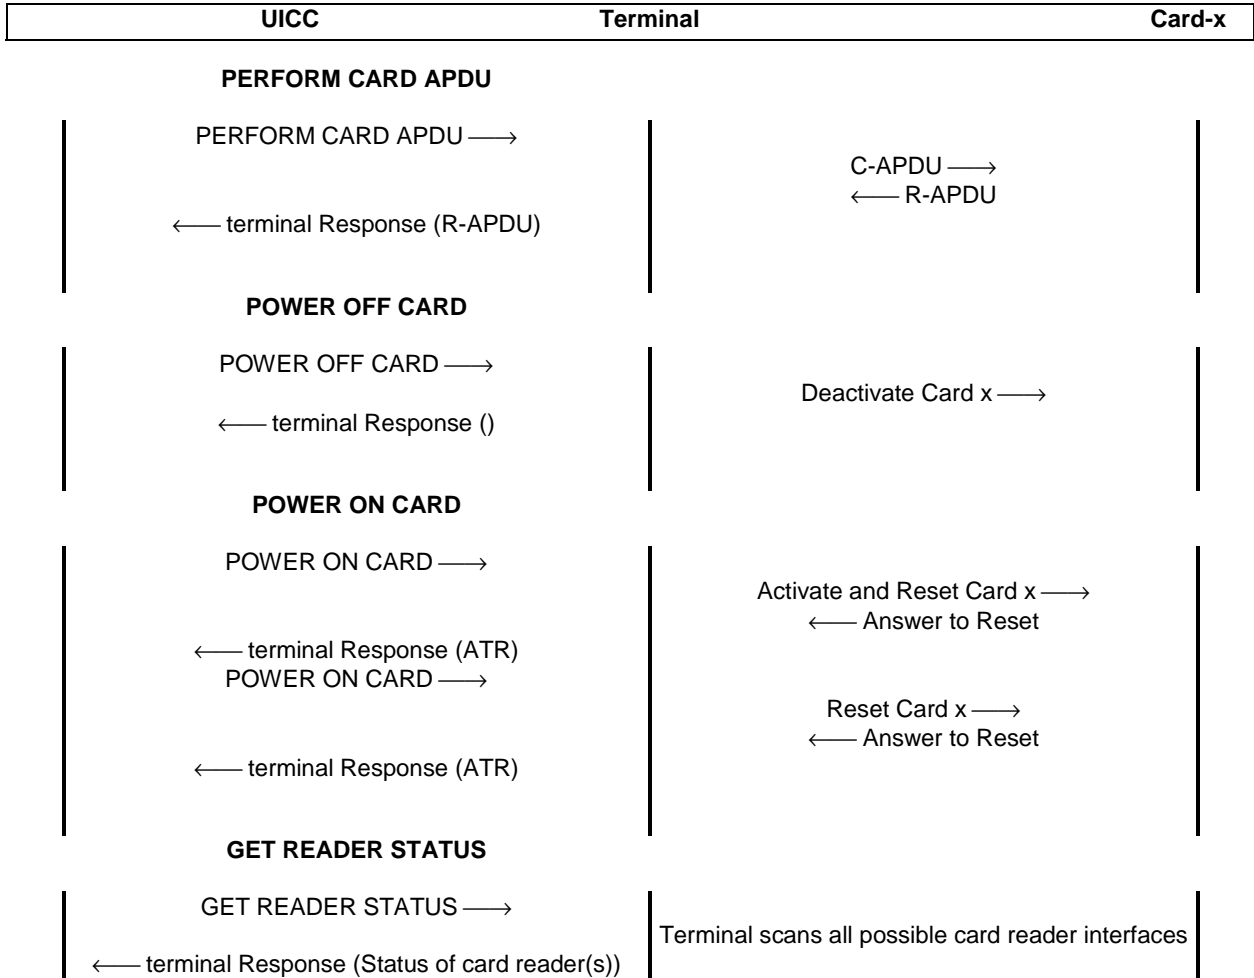 UICC Terminal Card-x
PERFORM CARD APDU
PERFORM CARD APDU →
C-APDU →
← R-APDU
← terminal Response (R-APDU)
POWER OFF CARD
POWER OFF CARD →
Deactivate Card x →
← terminal Response ()
POWER ON CARD
POWER ON CARD →
Activate and Reset Card x →
← Answer to Reset
← terminal Response (ATR)
POWER ON CARD →
Reset Card x →
← Answer to Reset
← terminal Response (ATR)
GET READER STATUS
GET READER STATUS →
Terminal scans all possible card reader interfaces
← terminal Response (Status of card reader(s))